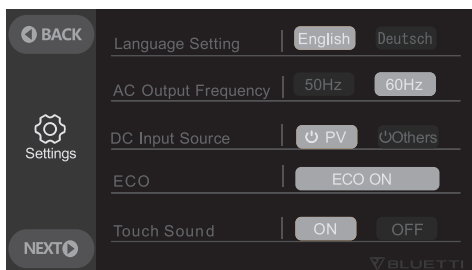 BACK
Language Setting English Deutsch
AC Output Frequency 50Hz 60Hz
Settings
DC Input Source PV Others
ECO ECO ON
Touch Sound ON OFF
NEXT
BLUETTI